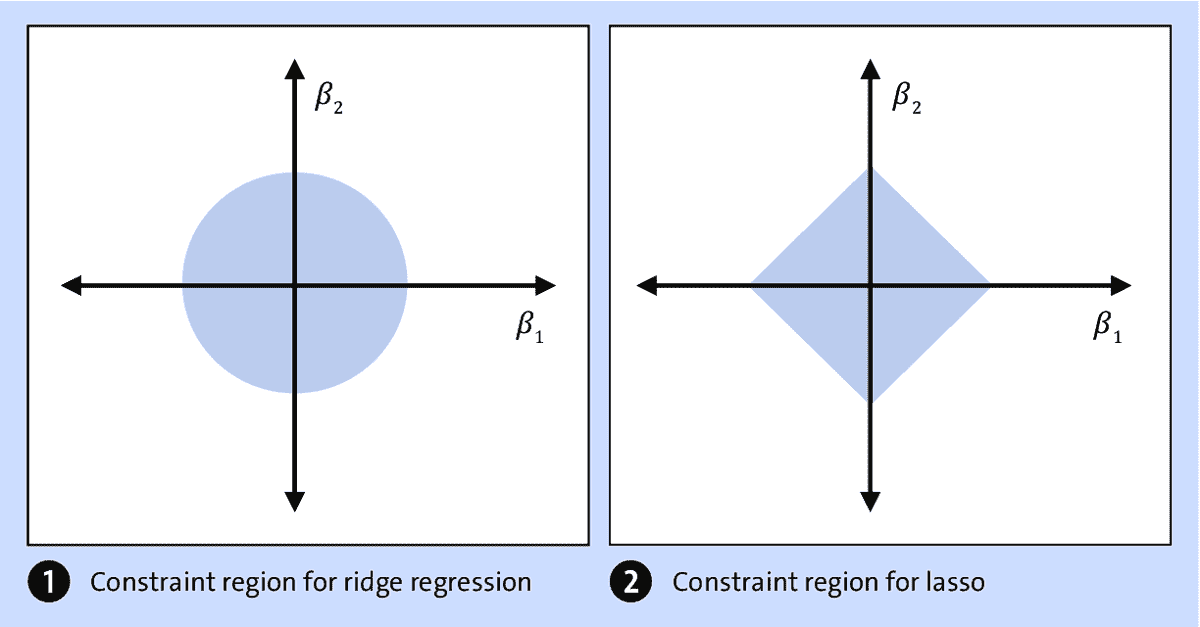 β₂
β₁
1 Constraint region for ridge regression
β₂
β₁
2 Constraint region for lasso